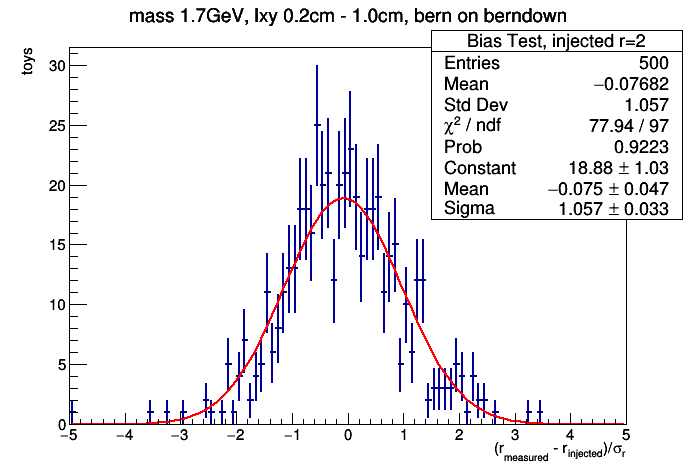 mass 1.7GeV, lxy 0.2cm - 1.0cm, bern on berndown
Bias Test, injected r=2
Entries 500
Mean −0.07682
Std Dev 1.057
χ² / ndf 77.94 / 97
Prob 0.9223
Constant 18.88 ± 1.03
Mean −0.075 ± 0.047
Sigma 1.057 ± 0.033
toys
30
25
20
15
10
5
0
−5 −4 −3 −2 −1 0 1 2 3 4 5
(r_measured - r_injected)/σ_r